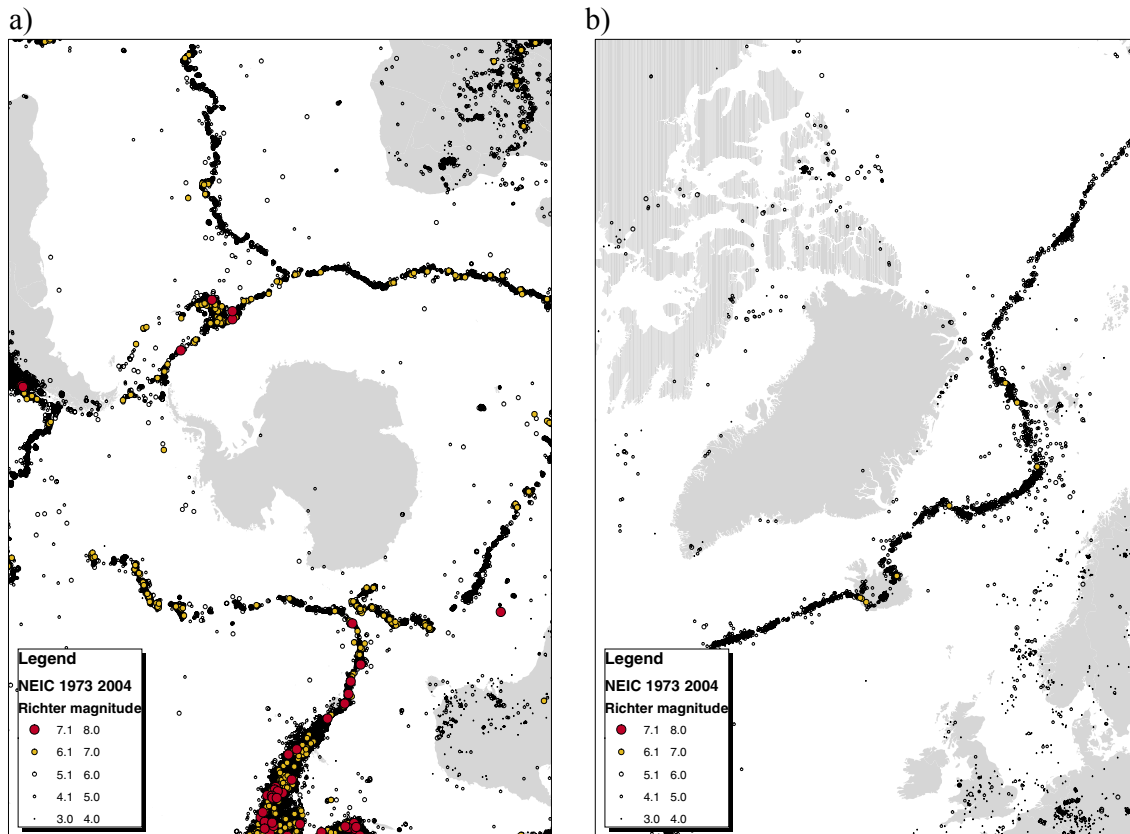 a)
b)
Legend
NEIC 1973 2004
Richter magnitude
7.1 8.0
6.1 7.0
5.1 6.0
4.1 5.0
3.0 4.0
Legend
NEIC 1973 2004
Richter magnitude
7.1 8.0
6.1 7.0
5.1 6.0
4.1 5.0
3.0 4.0